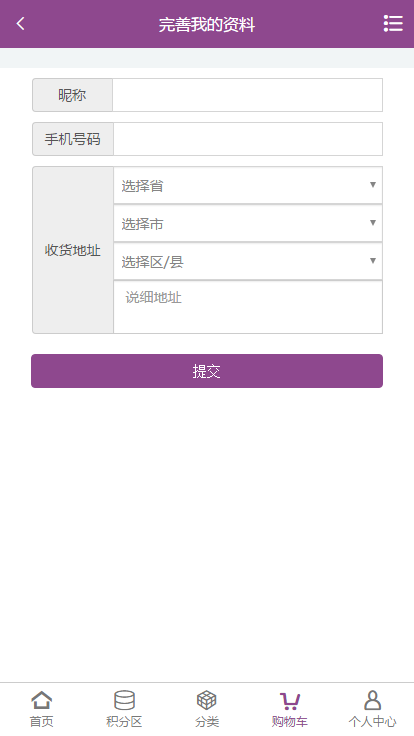 完善我的资料
昵称
手机号码
收货地址
选择省
选择市
选择区/县
说细地址
提交
首页 积分区 分类 购物车 个人中心